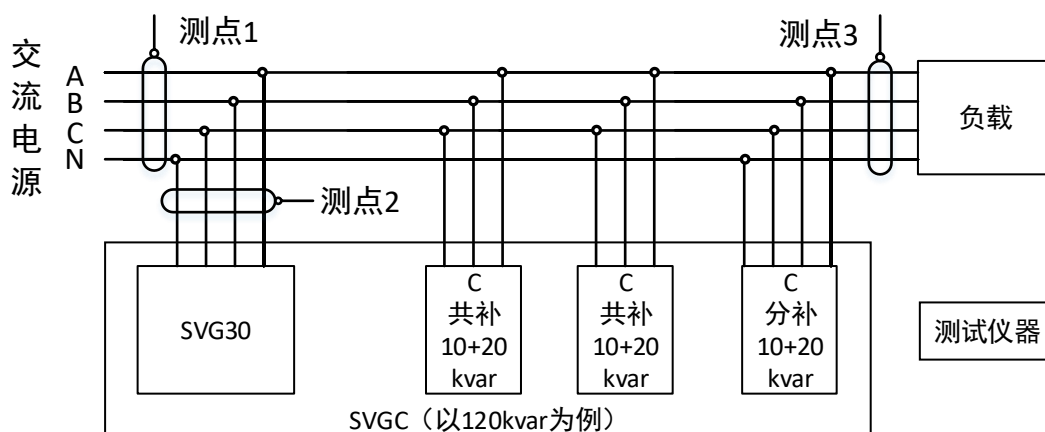 交流电源
测点1
测点3
A
B
C
N
负载
测点2
SVG30
C
共补
10+20
kvar
C
共补
10+20
kvar
C
分补
10+20
kvar
测试仪器
SVGC（以120kvar为例）